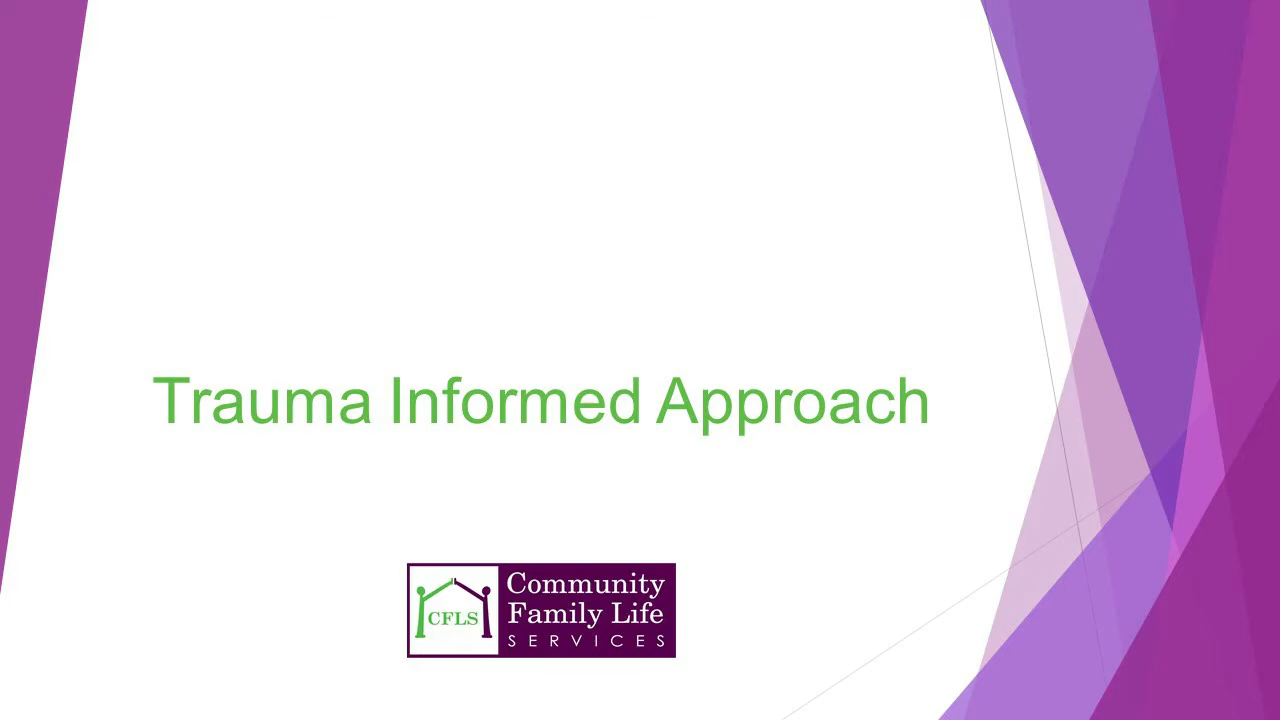 Trauma Informed Approach
CFLS
Community
Family Life
SERVICES